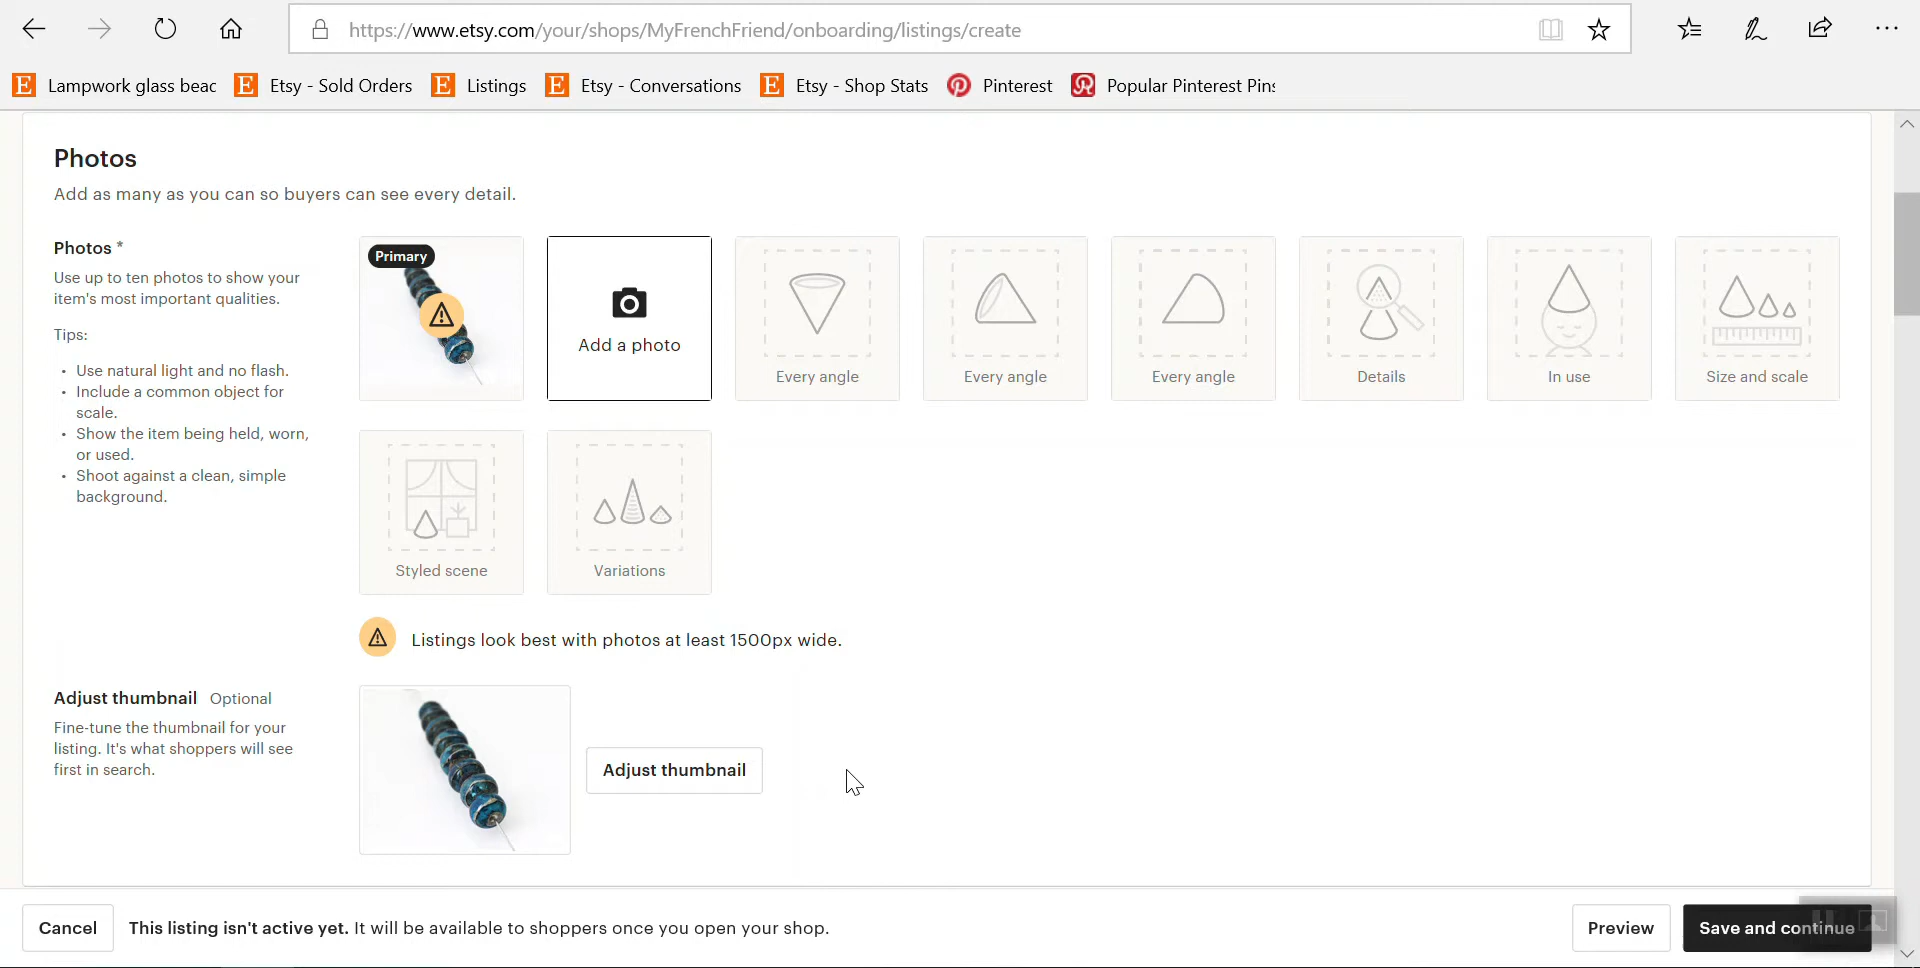 https://www.etsy.com/your/shops/MyFrenchFriend/onboarding/listings/create
Lampwork glass beac
Etsy - Sold Orders
Listings
Etsy - Conversations
Etsy - Shop Stats
Pinterest
Popular Pinterest Pins
Photos
Add as many as you can so buyers can see every detail.
Photos *
Use up to ten photos to show your
item's most important qualities.
Tips:
• Use natural light and no flash.
• Include a common object for
scale.
• Show the item being held, worn,
or used.
• Shoot against a clean, simple
background.
Primary
Add a photo
Every angle
Every angle
Every angle
Details
In use
Size and scale
Styled scene
Variations
Listings look best with photos at least 1500px wide.
Adjust thumbnail Optional
Fine-tune the thumbnail for your
listing. It's what shoppers will see
first in search.
Adjust thumbnail
Cancel
This listing isn't active yet. It will be available to shoppers once you open your shop.
Preview
Save and continue